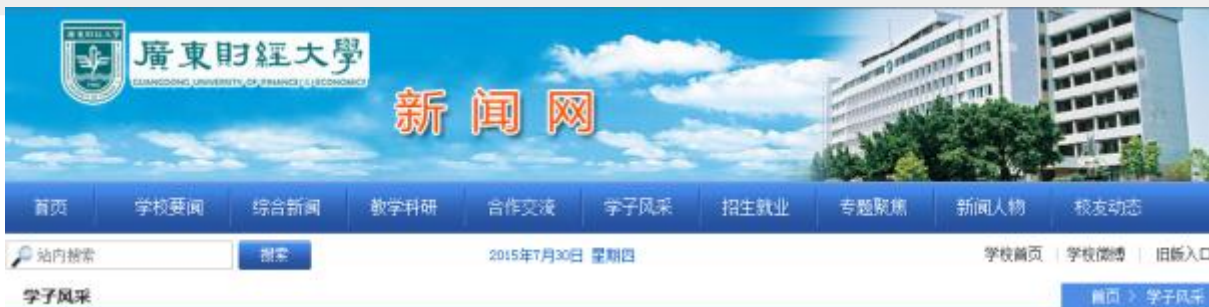 廣東財經大學
GUANGDONG UNIVERSITY OF FINANCE & ECONOMICS
新闻网
首页 学校要闻 综合新闻 教学科研 合作交流 学子风采 招生就业 专题聚焦 新闻人物 校友动态
站内搜索 搜索 2015年7月30日 星期四 学校首页 | 学校微博 | 旧版入口
学子风采 首页 > 学子风采